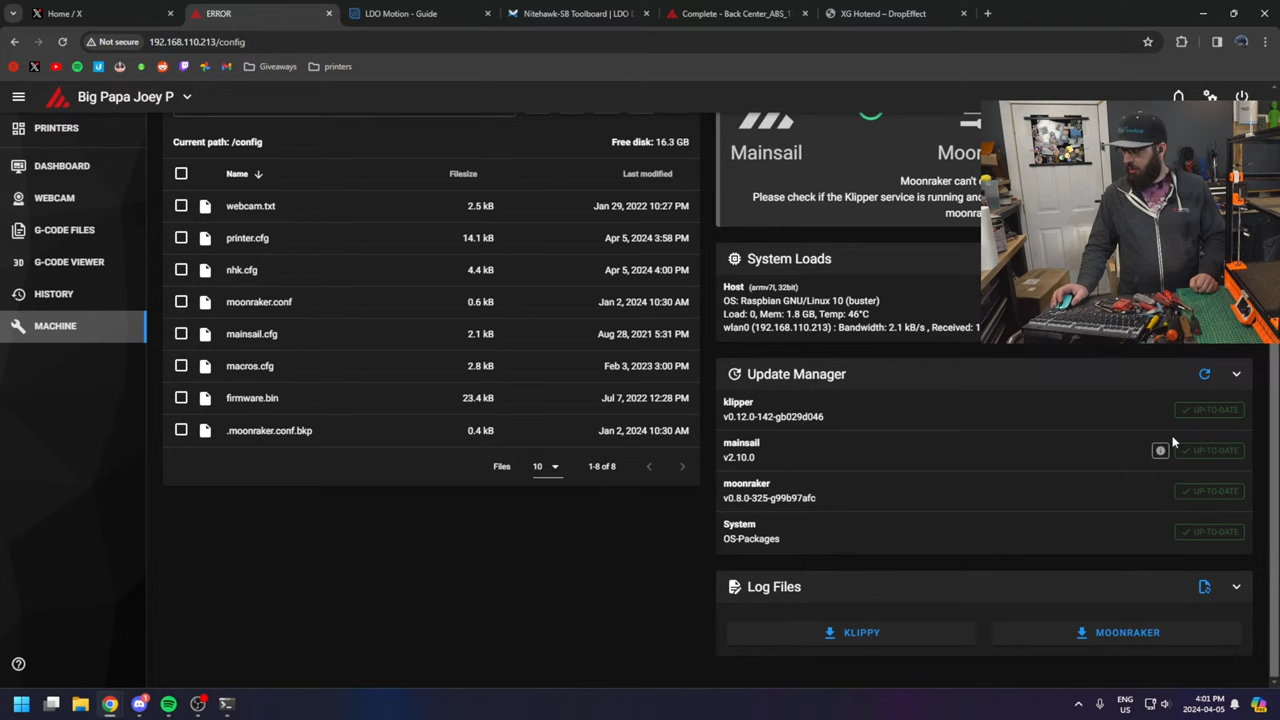 Home / X
ERROR
LDO Motion - Guide
Nitehawk-SB Toolboard | LDO
Complete - Back Center_ABS_1
XG Hotend – DropEffect
Not secure
192.168.110.213/config
Giveaways
printers
Big Papa Joey P
PRINTERS
DASHBOARD
WEBCAM
G-CODE FILES
3D
G-CODE VIEWER
HISTORY
MACHINE
Current path: /config
Free disk: 16.3 GB
Name
Filesize
Last modified
webcam.txt
2.5 kB
Jan 29, 2022 10:27 PM
printer.cfg
14.1 kB
Apr 5, 2024 3:58 PM
nhk.cfg
4.4 kB
Apr 5, 2024 4:00 PM
moonraker.conf
0.6 kB
Jan 2, 2024 10:30 AM
mainsail.cfg
2.1 kB
Aug 28, 2021 5:31 PM
macros.cfg
2.8 kB
Feb 3, 2023 3:00 PM
firmware.bin
23.4 kB
Jul 7, 2022 12:28 PM
.moonraker.conf.bkp
0.4 kB
Jan 2, 2024 10:30 AM
Files
10
1-8 of 8
Mainsail
Moon
Moonraker can't
Please check if the Klipper service is running and
moonra
System Loads
Host (armv7l, 32bit)
OS: Raspbian GNU/Linux 10 (buster)
Load: 0, Mem: 1.8 GB, Temp: 46°C
wlan0 (192.168.110.213) : Bandwidth: 2.1 kB/s , Received: 1
Update Manager
klipper
v0.12.0-142-gb029d046
UP-TO-DATE
mainsail
v2.10.0
UP-TO-DATE
moonraker
v0.8.0-325-g99b97afc
UP-TO-DATE
System
OS-Packages
UP-TO-DATE
Log Files
KLIPPY
MOONRAKER
ENG
US
4:01 PM
2024-04-05